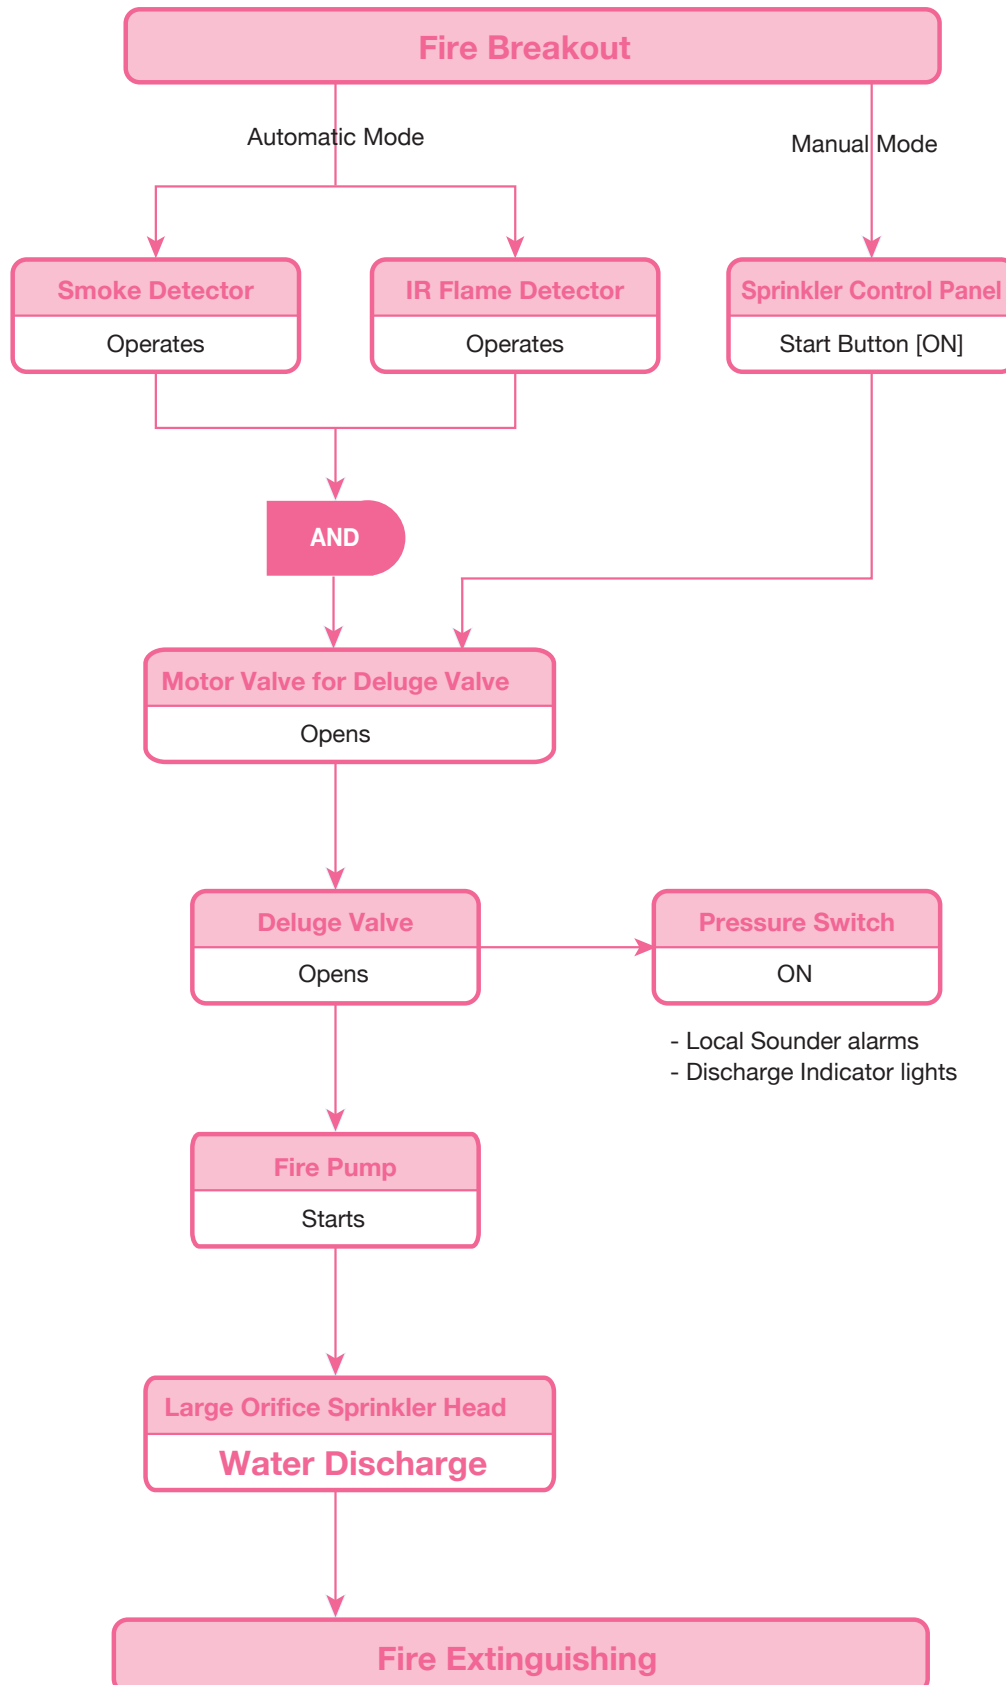 Fire Breakout
Automatic Mode
Manual Mode
Smoke Detector
Operates
IR Flame Detector
Operates
Sprinkler Control Panel
Start Button [ON]
AND
Motor Valve for Deluge Valve
Opens
Deluge Valve
Opens
Pressure Switch
ON
- Local Sounder alarms
- Discharge Indicator lights
Fire Pump
Starts
Large Orifice Sprinkler Head
Water Discharge
Fire Extinguishing